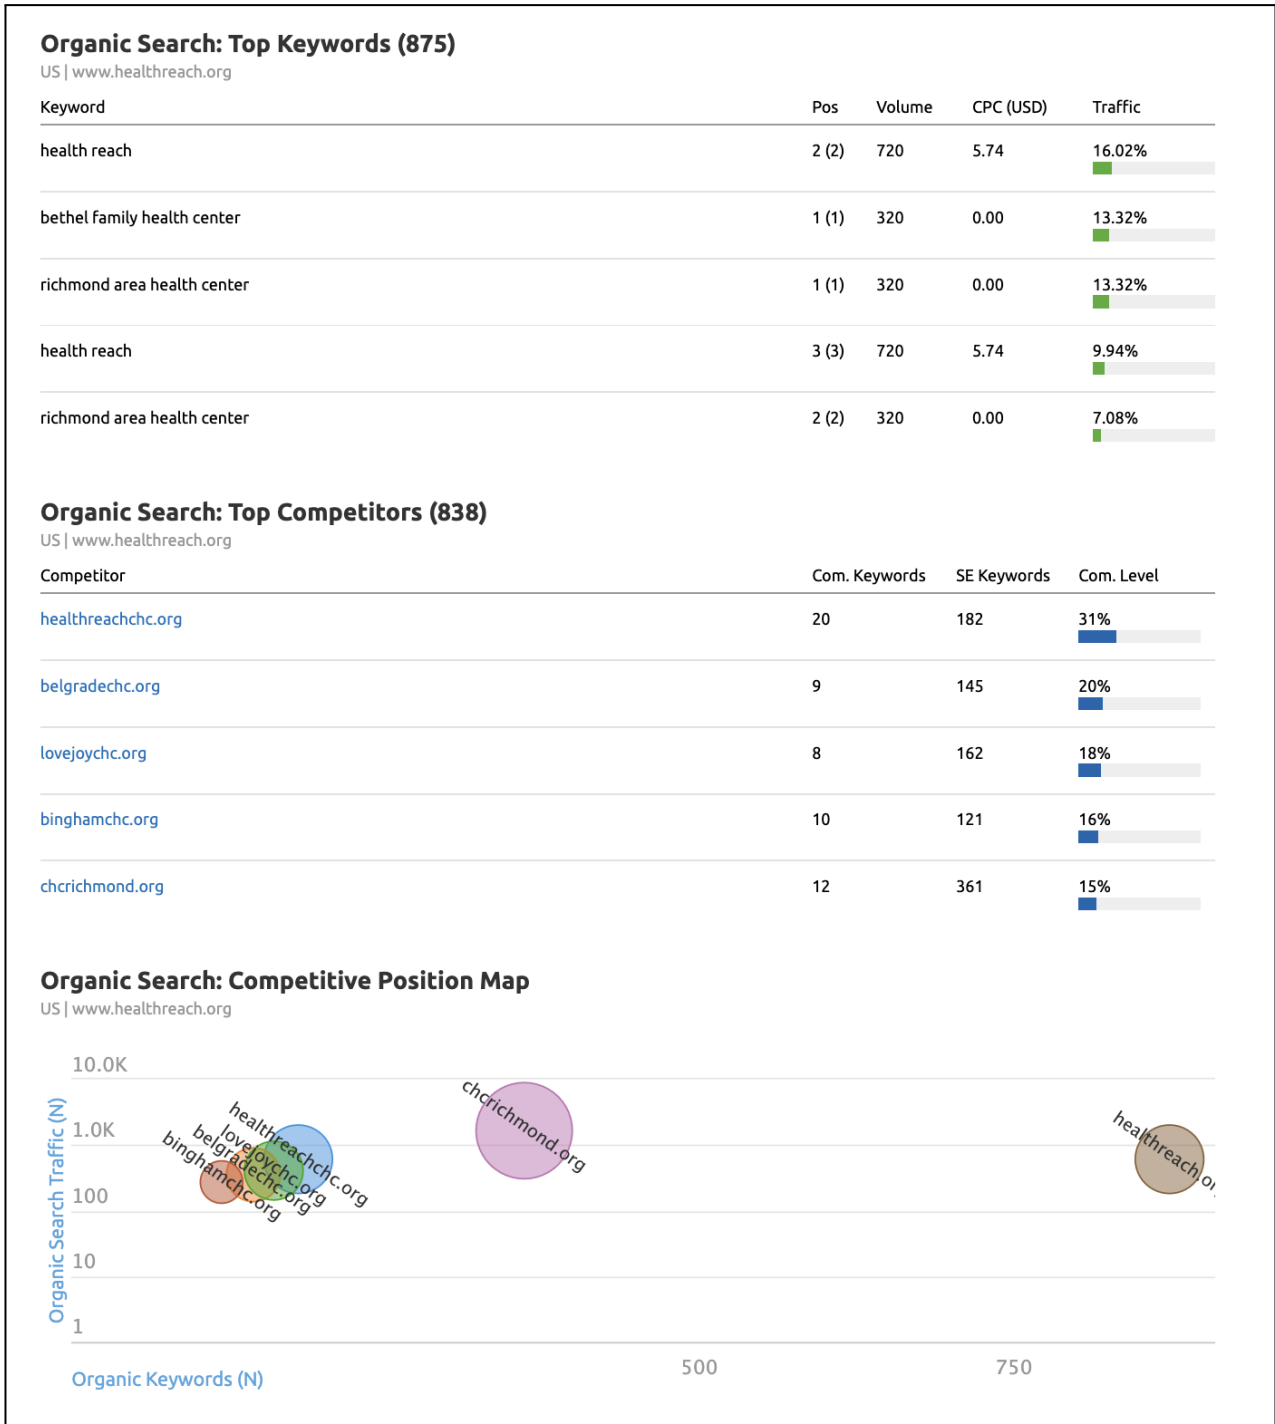 Organic Search: Top Keywords (875)
US | www.healthreach.org
Keyword Pos Volume CPC (USD) Traffic
health reach 2 (2) 720 5.74 16.02%
bethel family health center 1 (1) 320 0.00 13.32%
richmond area health center 1 (1) 320 0.00 13.32%
health reach 3 (3) 720 5.74 9.94%
richmond area health center 2 (2) 320 0.00 7.08%
Organic Search: Top Competitors (838)
US | www.healthreach.org
Competitor Com. Keywords SE Keywords Com. Level
healthreachchc.org 20 182 31%
belgradechc.org 9 145 20%
lovejoychc.org 8 162 18%
binghamchc.org 10 121 16%
chcrichmond.org 12 361 15%
Organic Search: Competitive Position Map
US | www.healthreach.org
Organic Search Traffic (N)
10.0K
1.0K
100
10
1
binghamchc.org
belgradechc.org
lovejoychc.org
healthreachchc.org
chcrichmond.org
healthreach.or
500 750
Organic Keywords (N)